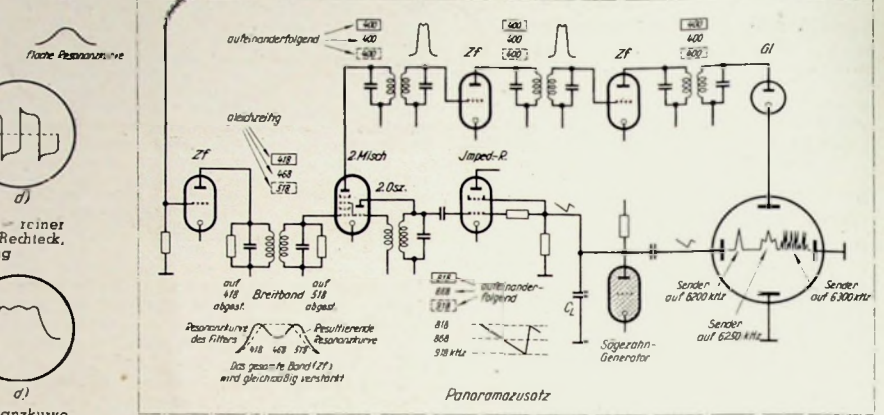 flache Resonanzkurve
d)
reiner
Rechteck,
d)
anzkurve
aufeinanderfolgend
400
400
400
Zf
400
400
400
Zf
400
400
400
Gl
gleichzeitig
418
468
518
Zf
2.Misch
2.Osz.
Jmped.-R.
auf
418
abgest.
Breitband
auf
518
abgest.
Resonanzkurve
des Filters
418 468 518
Resultierende
Resonanzkurve
Das gesamte Band (Zf)
wird gleichmäßig verstärkt
818
868
918
aufeinander-
folgend
818
868
918 kHz
CL
Sägezahn-
Generator
Sender
auf 6200 kHz
Sender
auf 6250 kHz
Sender
auf 6300 kHz
Panoramazusatz